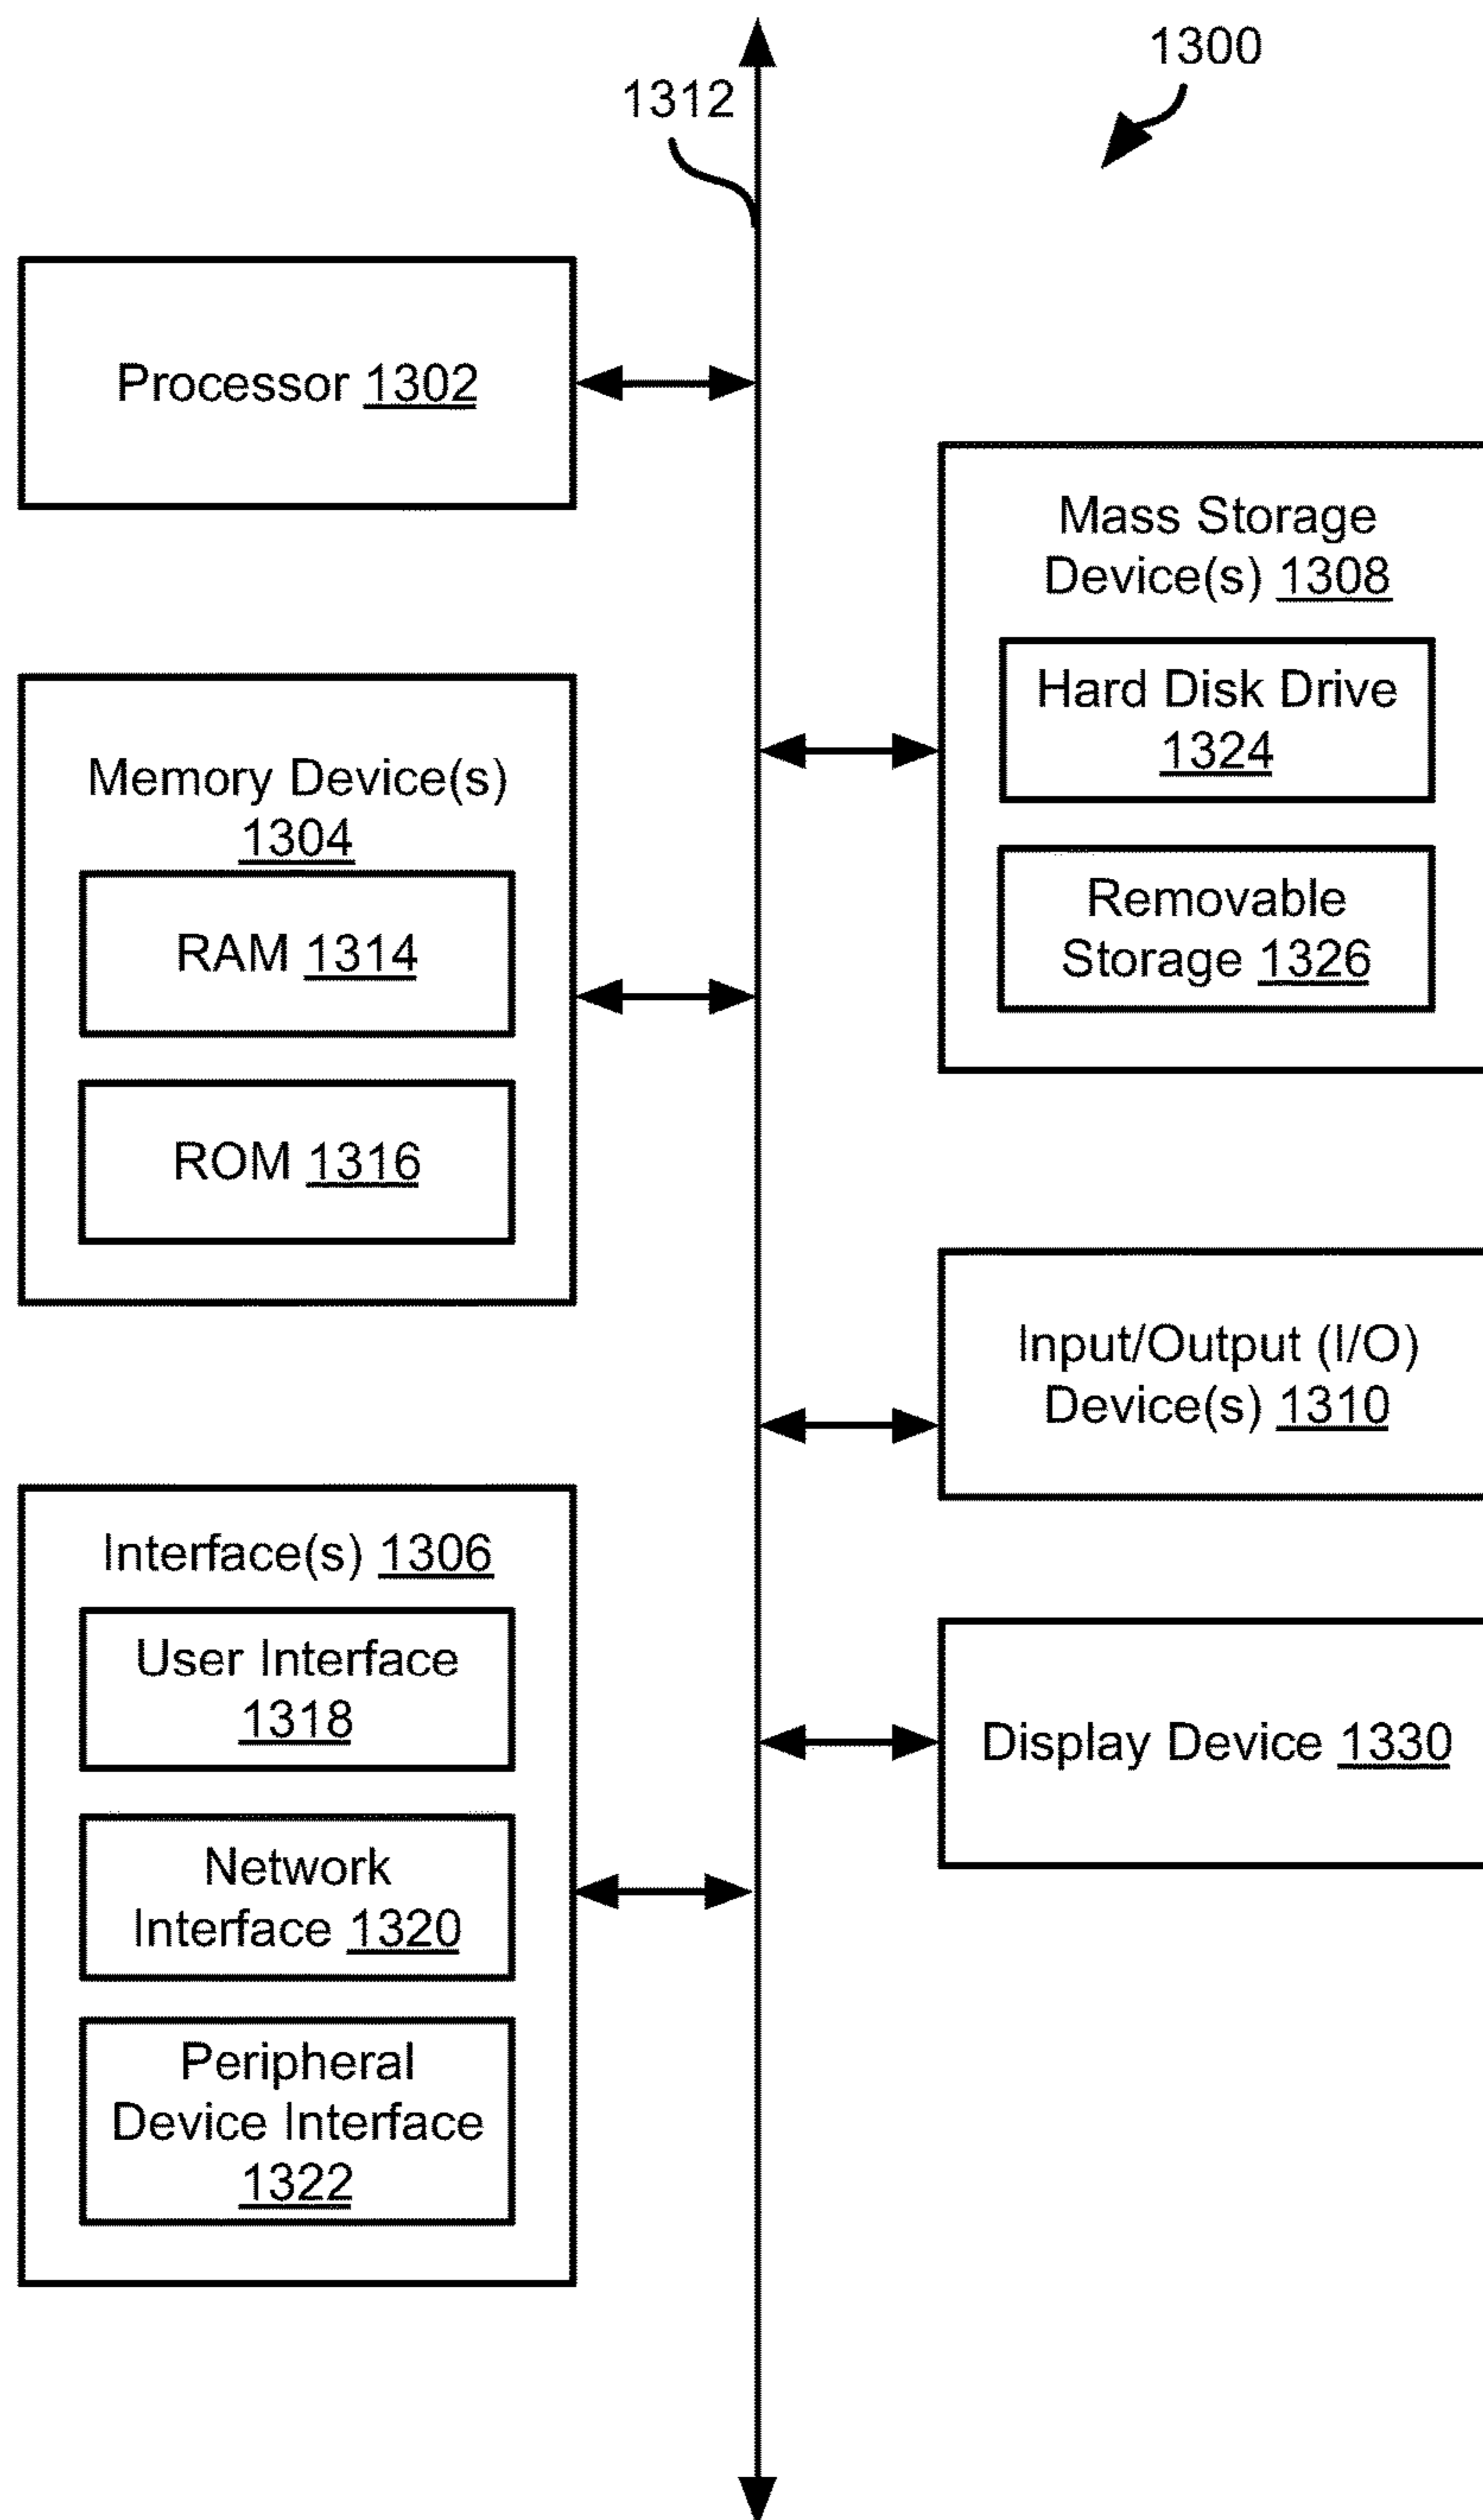 1300
1312
Processor 1302
Mass Storage
Device(s) 1308
Hard Disk Drive
1324
Removable
Storage 1326
Memory Device(s)
1304
RAM 1314
ROM 1316
Input/Output (I/O)
Device(s) 1310
Interface(s) 1306
User Interface
1318
Network
Interface 1320
Peripheral
Device Interface
1322
Display Device 1330